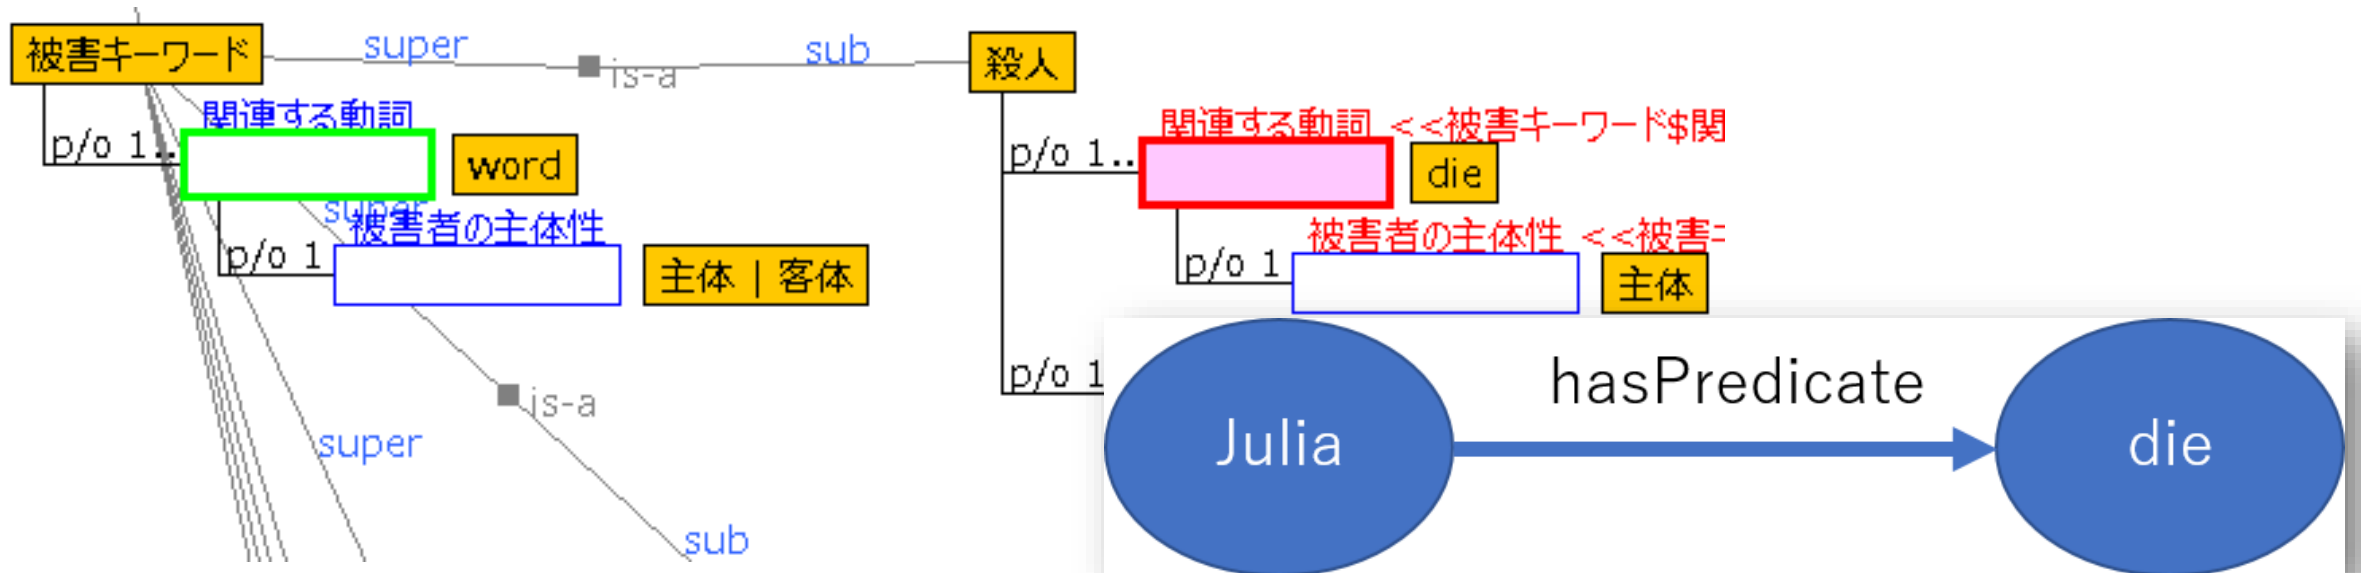 被害キーワード
super
is-a
sub
殺人
関連する動詞
p/o 1..
word
super
被害者の主体性
p/o 1
主体 | 客体
is-a
super
sub
関連する動詞 <<被害キーワード$関
p/o 1..
die
被害者の主体性 <<被害
p/o 1
主体
p/o 1
Julia
hasPredicate
die